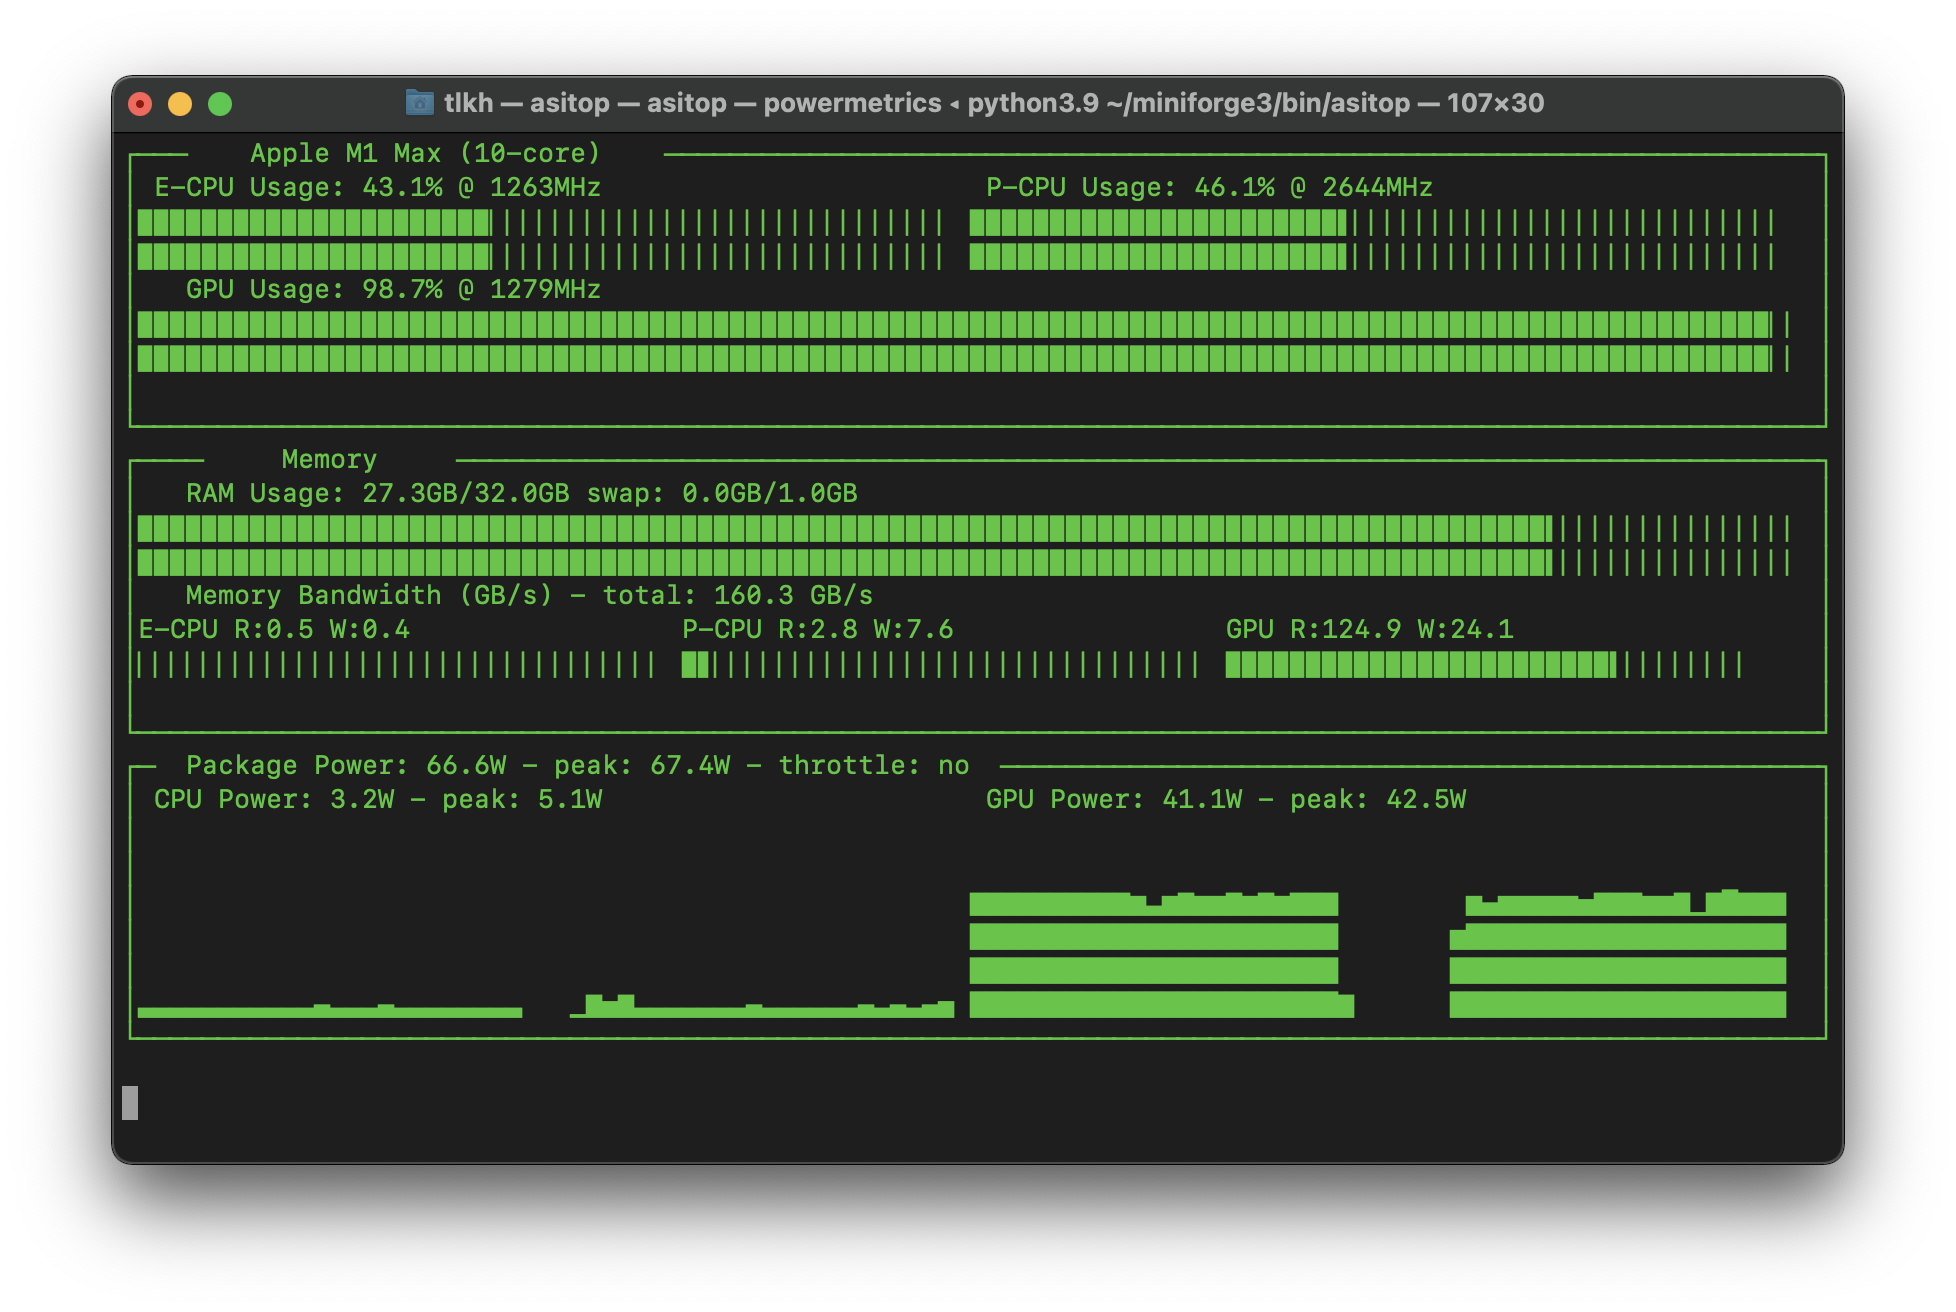 tlkh — asitop — asitop — powermetrics ◂ python3.9 ~/miniforge3/bin/asitop — 107×30
Apple M1 Max (10-core)
E-CPU Usage: 43.1% @ 1263MHz
P-CPU Usage: 46.1% @ 2644MHz
GPU Usage: 98.7% @ 1279MHz
Memory
RAM Usage: 27.3GB/32.0GB swap: 0.0GB/1.0GB
Memory Bandwidth (GB/s) - total: 160.3 GB/s
E-CPU R:0.5 W:0.4
P-CPU R:2.8 W:7.6
GPU R:124.9 W:24.1
Package Power: 66.6W - peak: 67.4W - throttle: no
CPU Power: 3.2W - peak: 5.1W
GPU Power: 41.1W - peak: 42.5W